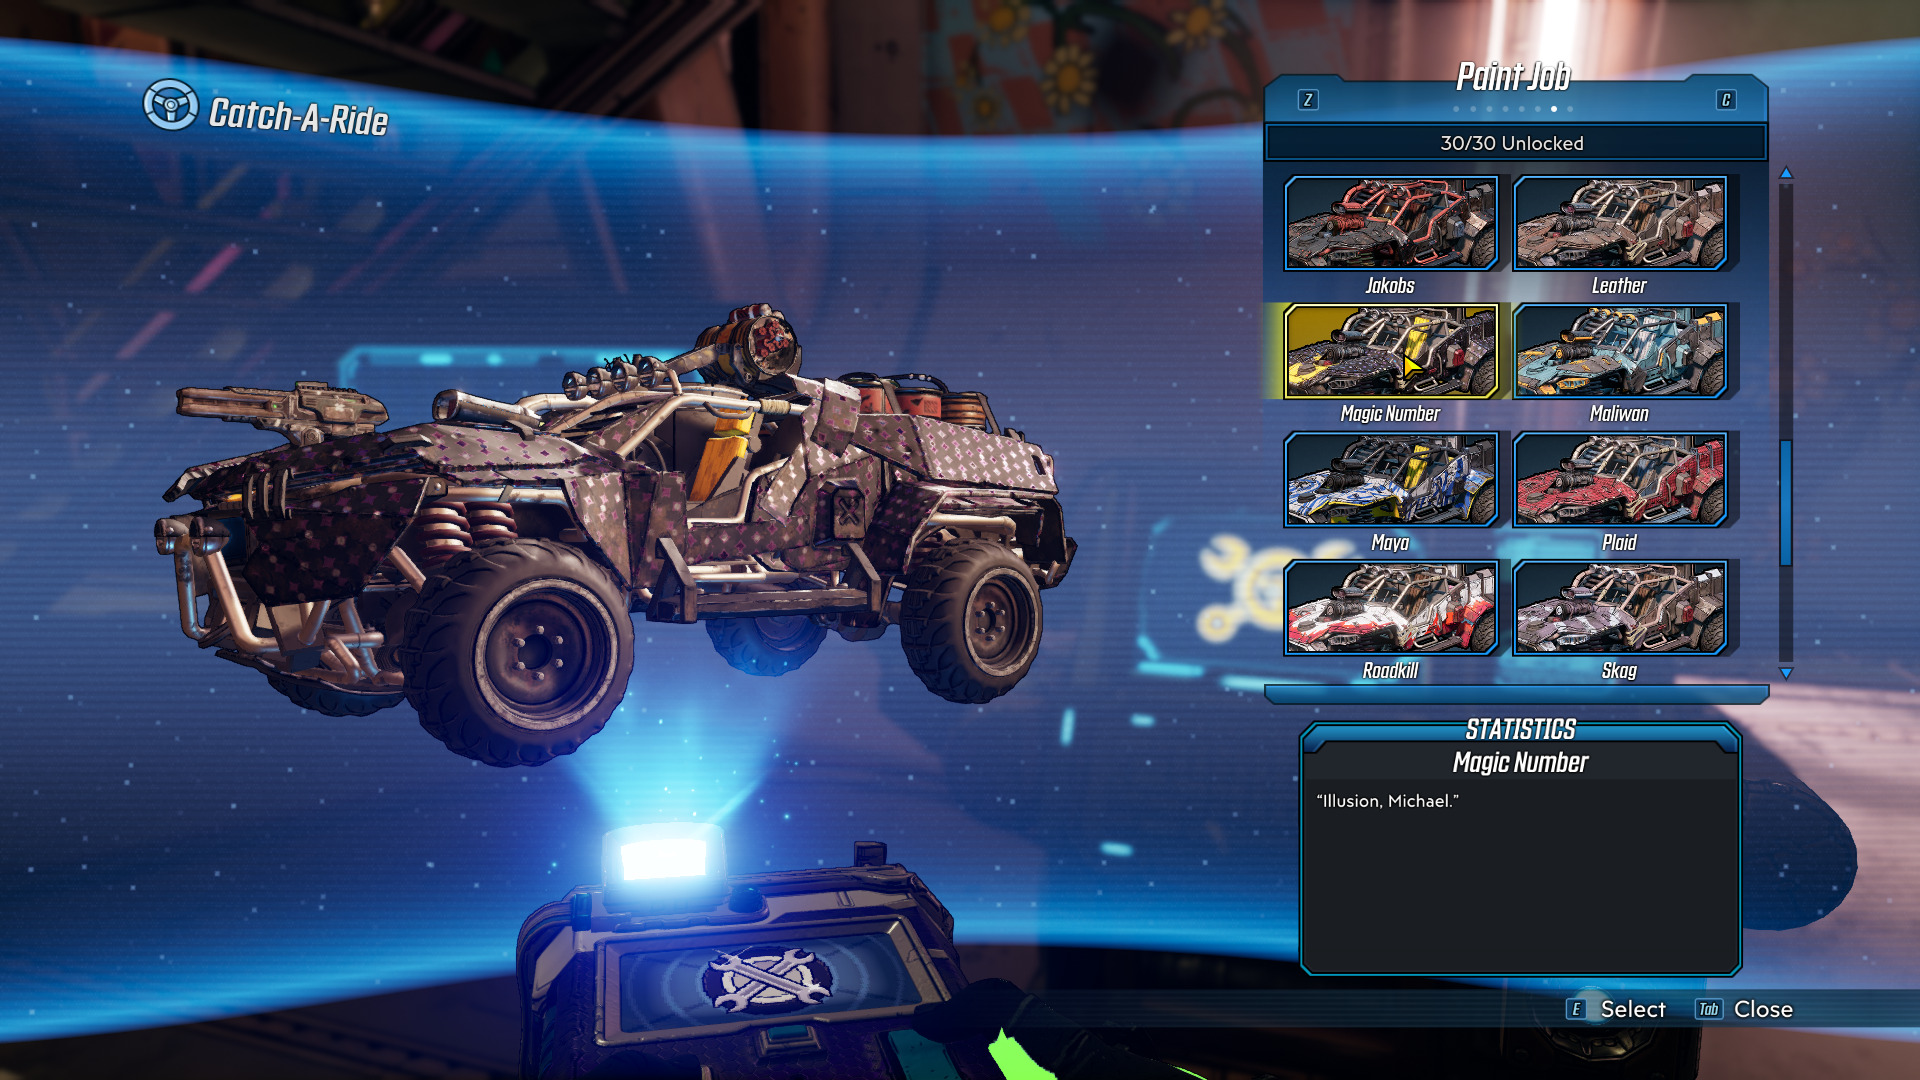 Catch-A-Ride
Paint Job
Z
C
30/30 Unlocked
Jakobs
Leather
Magic Number
Maliwan
Maya
Plaid
Roadkill
Skag
STATISTICS
Magic Number
“Illusion, Michael.”
E Select Tab Close